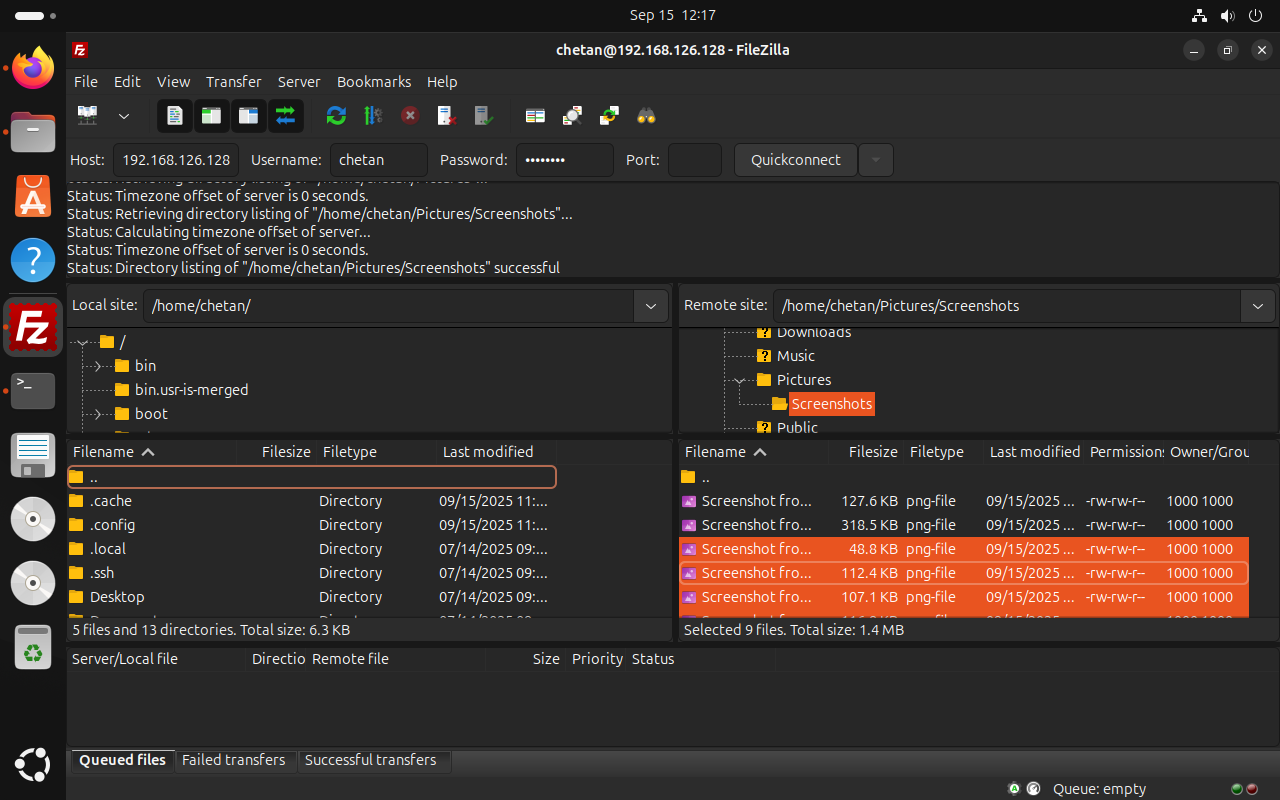 Sep 15 12:17
chetan@192.168.126.128 - FileZilla
File Edit View Transfer Server Bookmarks Help
Host: 192.168.126.128 Username: chetan Password: •••••••• Port: Quickconnect
Status: Timezone offset of server is 0 seconds.
Status: Retrieving directory listing of "/home/chetan/Pictures/Screenshots"...
Status: Calculating timezone offset of server...
Status: Timezone offset of server is 0 seconds.
Status: Directory listing of "/home/chetan/Pictures/Screenshots" successful
Local site: /home/chetan/
/
bin
bin.usr-is-merged
boot
Filename Filesize Filetype Last modified
..
.cache Directory 09/15/2025 11:...
.config Directory 09/15/2025 11:...
.local Directory 07/14/2025 09:...
.ssh Directory 07/14/2025 09:...
Desktop Directory 07/14/2025 09:...
5 files and 13 directories. Total size: 6.3 KB
Remote site: /home/chetan/Pictures/Screenshots
Downloads
Music
Pictures
Screenshots
Public
Filename Filesize Filetype Last modified Permissions Owner/Grou
..
Screenshot fro... 127.6 KB png-file 09/15/2025 ... -rw-rw-r-- 1000 1000
Screenshot fro... 318.5 KB png-file 09/15/2025 ... -rw-rw-r-- 1000 1000
Screenshot fro... 48.8 KB png-file 09/15/2025 ... -rw-rw-r-- 1000 1000
Screenshot fro... 112.4 KB png-file 09/15/2025 ... -rw-rw-r-- 1000 1000
Screenshot fro... 107.1 KB png-file 09/15/2025 ... -rw-rw-r-- 1000 1000
Selected 9 files. Total size: 1.4 MB
Server/Local file Directio Remote file Size Priority Status
Queued files Failed transfers Successful transfers
Queue: empty